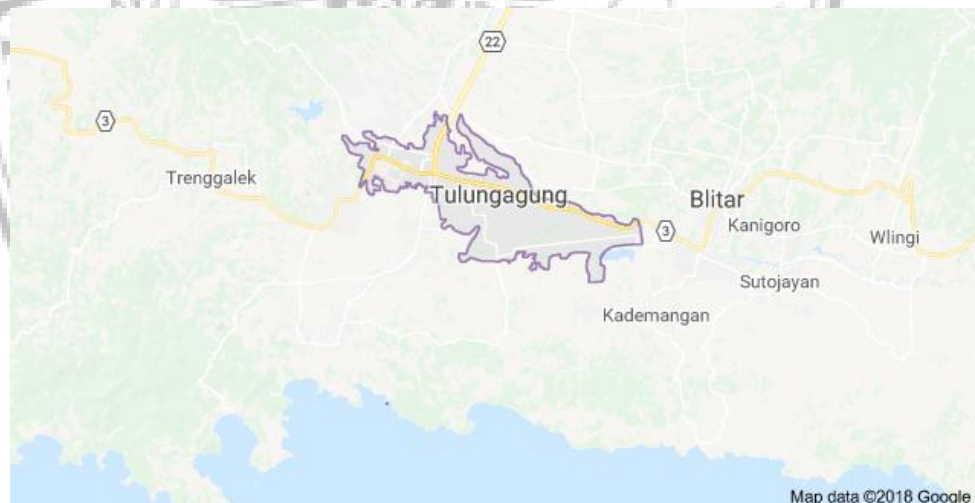 22
3
Trenggalek
Tulungagung
Blitar
Kanigoro
3
Wlingi
Sutojayan
Kademangan
Map data ©2018 Google